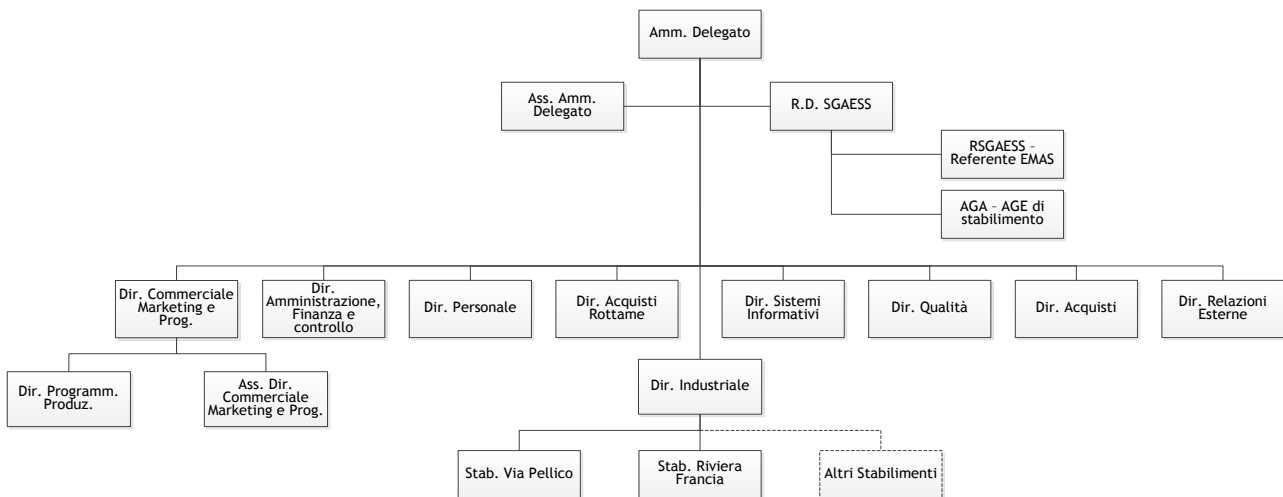 Amm. Delegato
Ass. Amm.
Delegato
R.D. SGAESS
RSGAESS –
Referente EMAS
AGA – AGE di
stabilimento
Dir. Commerciale
Marketing e
Prog.
Dir.
Amministrazione,
Finanza e
controllo
Dir. Personale
Dir. Acquisti
Rottame
Dir. Sistemi
Informativi
Dir. Qualità
Dir. Acquisti
Dir. Relazioni
Esterne
Dir. Programm.
Produz.
Ass. Dir.
Commerciale
Marketing e Prog.
Dir. Industriale
Stab. Via Pellico
Stab. Riviera
Francia
Altri Stabilimenti